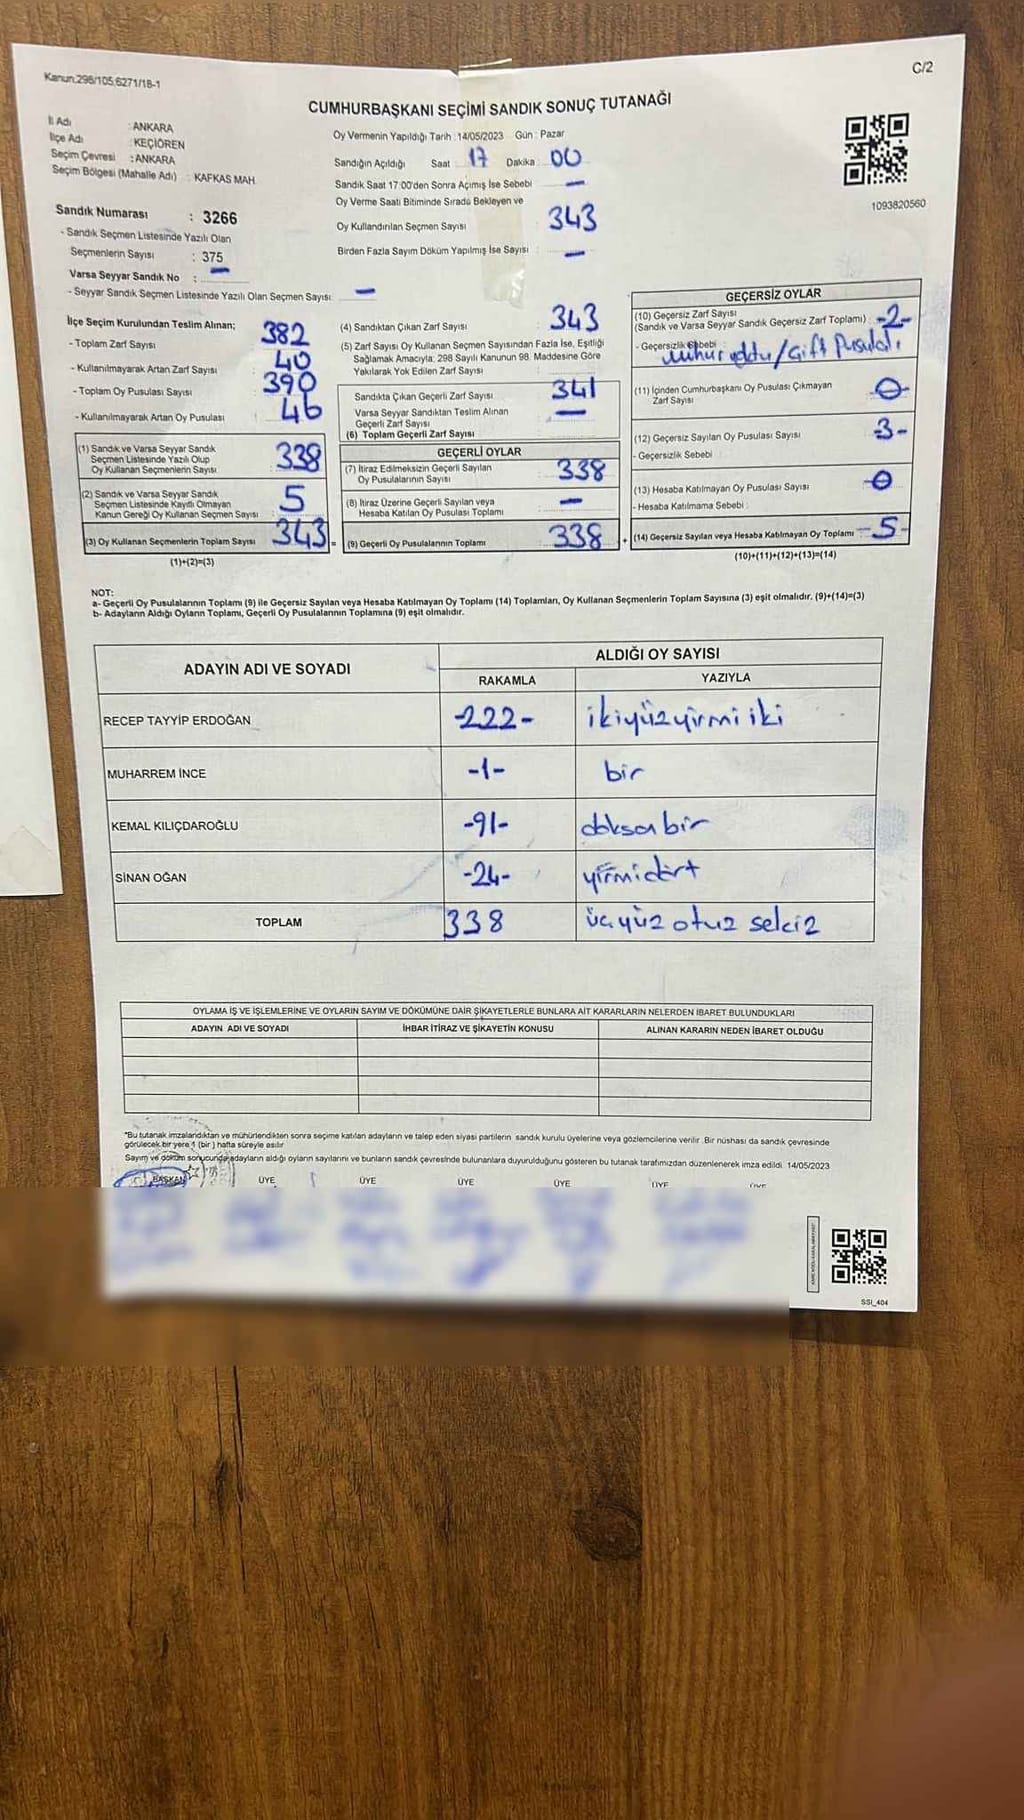 Kanun.298/105,6271/18-1
C/2
CUMHURBAŞKANI SEÇİMİ SANDIK SONUÇ TUTANAĞI
İl Adı : ANKARA
İlçe Adı : KEÇİÖREN
Seçim Çevresi : ANKARA
Seçim Bölgesi (Mahalle Adı) : KAFKAS MAH.
Sandık Numarası : 3266
- Sandık Seçmen Listesinde Yazılı Olan
Seçmenlerin Sayısı : 375
Varsa Seyyar Sandık No : -
- Seyyar Sandık Seçmen Listesinde Yazılı Olan Seçmen Sayısı: -
Oy Vermenin Yapıldığı Tarih : 14/05/2023 Gün : Pazar
Sandığın Açıldığı Saat 17 Dakika : 00
Sandık Saat 17:00'den Sonra Açımış İse Sebebi -
Oy Verme Saati Bitiminde Sırada Bekleyen ve
Oy Kullandırılan Seçmen Sayısı 343
Birden Fazla Sayım Döküm Yapılmış İse Sayısı : -
1093820560
İlçe Seçim Kurulundan Teslim Alınan;
- Toplam Zarf Sayısı 382
- Kullanılmayarak Artan Zarf Sayısı 40
- Toplam Oy Pusulası Sayısı 390
- Kullanılmayarak Artan Oy Pusulası 46
(1) Sandık ve Varsa Seyyar Sandık
Seçmen Listesinde Yazılı Olup
Oy Kullanan Seçmenlerin Sayısı 338
(2) Sandık ve Varsa Seyyar Sandık
Seçmen Listesinde Kayıtlı Olmayan
Kanun Gereği Oy Kullanan Seçmen Sayısı 5
(3) Oy Kullanan Seçmenlerin Toplam Sayısı 343
(1)+(2)=(3)
(4) Sandıktan Çıkan Zarf Sayısı : 343
(5) Zarf Sayısı Oy Kullanan Seçmen Sayısından Fazla İse, Eşitliği
Sağlamak Amacıyla; 298 Sayılı Kanunun 98. Maddesine Göre
Yakılarak Yok Edilen Zarf Sayısı :
Sandıkta Çıkan Geçerli Zarf Sayısı 341
Varsa Seyyar Sandıktan Teslim Alınan
Geçerli Zarf Sayısı -
(6) Toplam Geçerli Zarf Sayısı
GEÇERLİ OYLAR
(7) İtiraz Edilmeksizin Geçerli Sayılan
Oy Pusulalarının Sayısı 338
(8) İtiraz Üzerine Geçerli Sayılan veya
Hesaba Katılan Oy Pusulası Toplamı -
(9) Geçerli Oy Pusulalarının Toplamı 338
GEÇERSİZ OYLAR
(10) Geçersiz Zarf Sayısı
(Sandık ve Varsa Seyyar Sandık Geçersiz Zarf Toplamı) -2-
- Geçersizlik Sebebi : mühür yoktu/Çift Pusulalı
(11) İçinden Cumhurbaşkanı Oy Pusulası Çıkmayan
Zarf Sayısı 0
(12) Geçersiz Sayılan Oy Pusulası Sayısı -3-
- Geçersizlik Sebebi
(13) Hesaba Katılmayan Oy Pusulası Sayısı 0
- Hesaba Katılmama Sebebi
(14) Geçersiz Sayılan veya Hesaba Katılmayan Oy Toplamı -5-
(10)+(11)+(12)+(13)=(14)
NOT:
a- Geçerli Oy Pusulalarının Toplamı (9) ile Geçersiz Sayılan veya Hesaba Katılmayan Oy Toplamı (14) Toplamları, Oy Kullanan Seçmenlerin Toplam Sayısına (3) eşit olmalıdır. (9)+(14)=(3)
b- Adayların Aldığı Oyların Toplamı, Geçerli Oy Pusulalarının Toplamına (9) eşit olmalıdır.
ADAYIN ADI VE SOYADI ALDIĞI OY SAYISI
RAKAMLA YAZIYLA
RECEP TAYYİP ERDOĞAN -222- ikiyüzyirmi iki
MUHARREM İNCE -1- bir
KEMAL KILIÇDAROĞLU -91- doksanbir
SİNAN OĞAN -24- yirmidört
TOPLAM 338 üçyüz otuz sekiz
OYLAMA İŞ VE İŞLEMLERİNE VE OYLARIN SAYIM VE DÖKÜMÜNE DAİR ŞİKAYETLERLE BUNLARA AİT KARARLARIN NELERDEN İBARET BULUNDUKLARI
ADAYIN ADI VE SOYADI İHBAR İTİRAZ VE ŞİKAYETİN KONUSU ALINAN KARARIN NEDEN İBARET OLDUĞU
*Bu tutanak imzalandıktan ve mühürlendikten sonra seçime katılan adayların ve talep eden siyasi partilerin sandık kurulu üyelerine veya gözlemcilerine verilir. Bir nüshası da sandık çevresinde
görülecek bir yere 1 (bir) hafta süreyle asılır
Sayım ve döküm sonucunda adayların aldığı oyların sayılarını ve bunların sandık çevresinde bulunanlara duyurulduğunu gösteren bu tutanak tarafımızdan düzenlenerek imza edildi. 14/05/2023
BAŞKAN ÜYE ÜYE ÜYE ÜYE ÜYE ÜYE
SSI_404